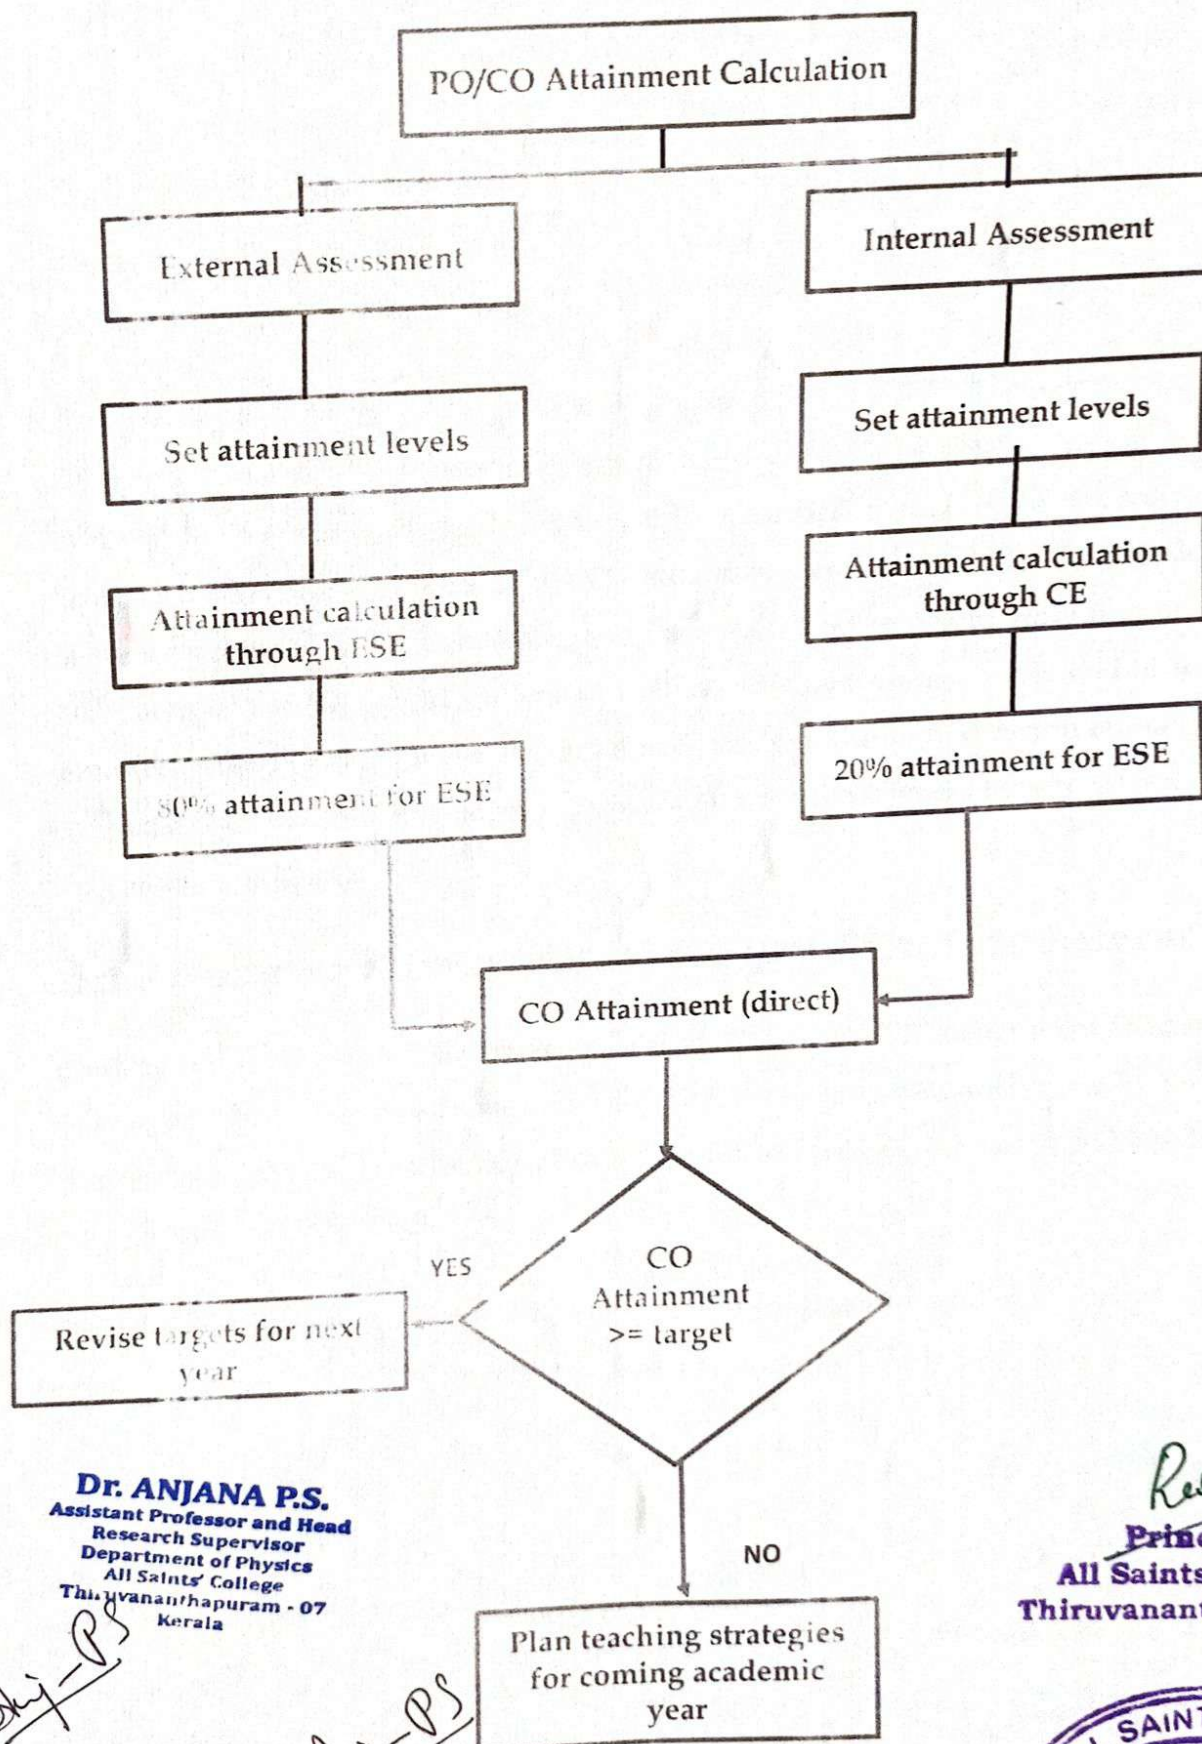 PO/CO Attainment Calculation
External Assessment
Internal Assessment
Set attainment levels
Set attainment levels
Attainment calculation
through ESE
Attainment calculation
through CE
80% attainment for ESE
20% attainment for ESE
CO Attainment (direct)
CO
Attainment
>= target
YES
Revise targets for next
year
NO
Plan teaching strategies
for coming academic
year
Dr. ANJANA P.S.
Assistant Professor and Head
Research Supervisor
Department of Physics
All Saints' College
Thiruvananthapuram - 07
Kerala
All Saints
PS
PS